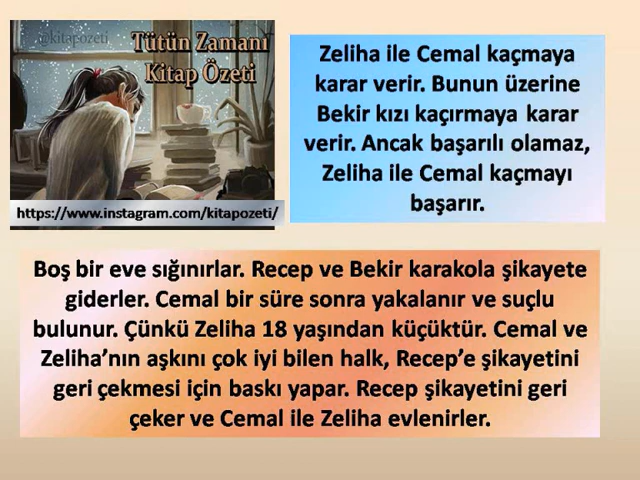 @kitapozeti
Tütün Zamanı
Kitap Özeti
https://www.instagram.com/kitapozeti/
Zeliha ile Cemal kaçmaya
karar verir. Bunun üzerine
Bekir kızı kaçırmaya karar
verir. Ancak başarılı olamaz,
Zeliha ile Cemal kaçmayı
başarır.
Boş bir eve sığınırlar. Recep ve Bekir karakola şikayete
giderler. Cemal bir süre sonra yakalanır ve suçlu
bulunur. Çünkü Zeliha 18 yaşından küçüktür. Cemal ve
Zeliha’nın aşkını çok iyi bilen halk, Recep’e şikayetini
geri çekmesi için baskı yapar. Recep şikayetini geri
çeker ve Cemal ile Zeliha evlenirler.